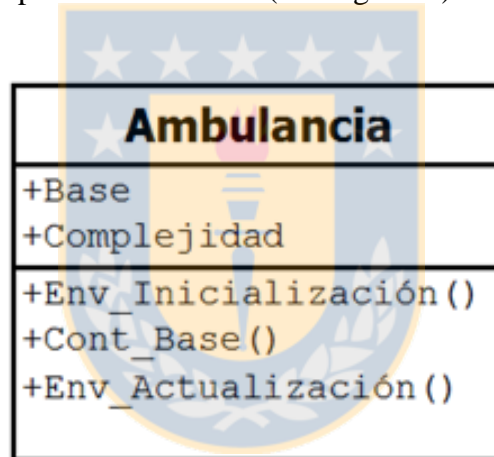 Ambulancia
+Base
+Complejidad
+Env_Inicialización()
+Cont_Base()
+Env_Actualización()